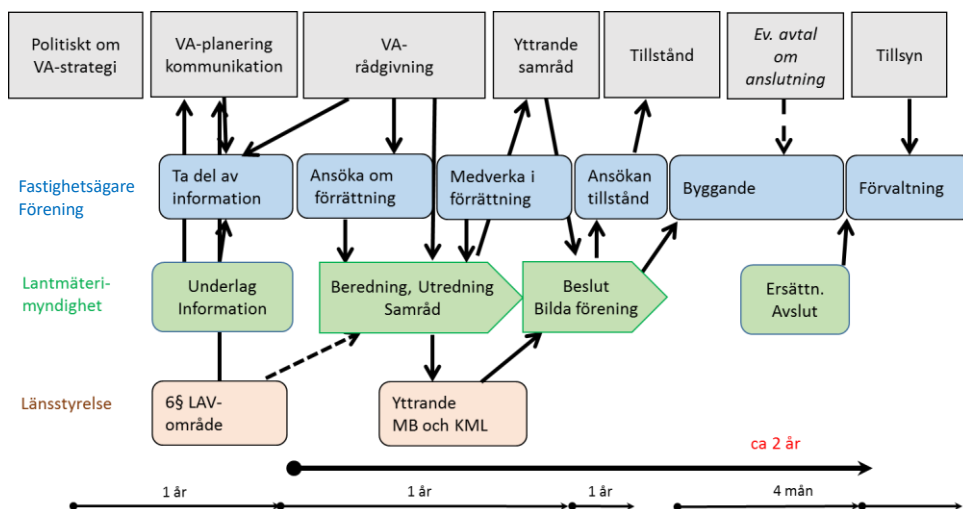 Politiskt om
VA-strategi
VA-planering
kommunikation
VA-
rådgivning
Yttrande
samråd
Tillstånd
Ev. avtal
om
anslutning
Tillsyn
Fastighetsägare
Förening
Ta del av
information
Ansöka om
förrättning
Medverka i
förrättning
Ansökan
tillstånd
Byggande
Förvaltning
Lantmäteri-
myndighet
Underlag
Information
Beredning, Utredning
Samråd
Beslut
Bilda förening
Ersättn.
Avslut
Länsstyrelse
6§ LAV-
område
Yttrande
MB och KML
ca 2 år
1 år
1 år
1 år
4 mån